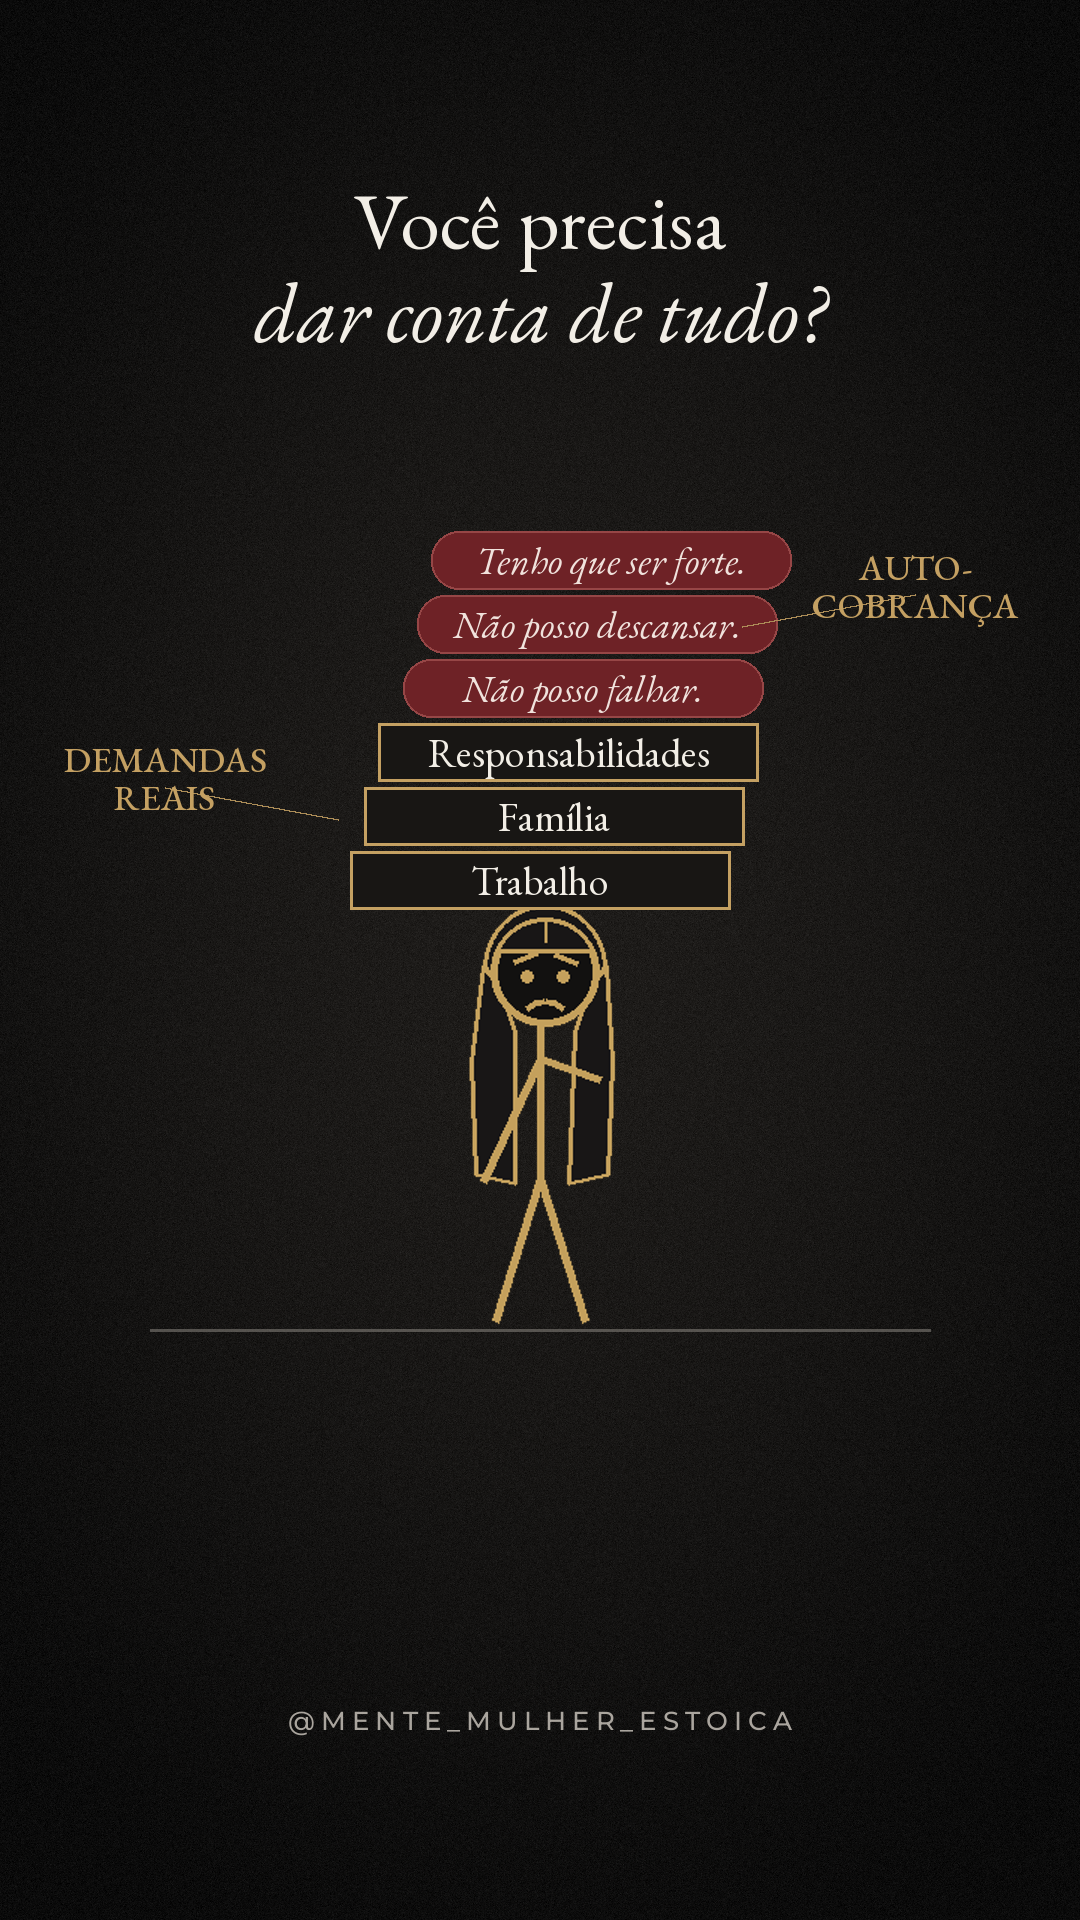 Você precisa
dar conta de tudo?
Tenho que ser forte.
AUTO-
COBRANÇA
Não posso descansar.
Não posso falhar.
Responsabilidades
DEMANDAS
REAIS
Família
Trabalho
@MENTE_MULHER_ESTOICA